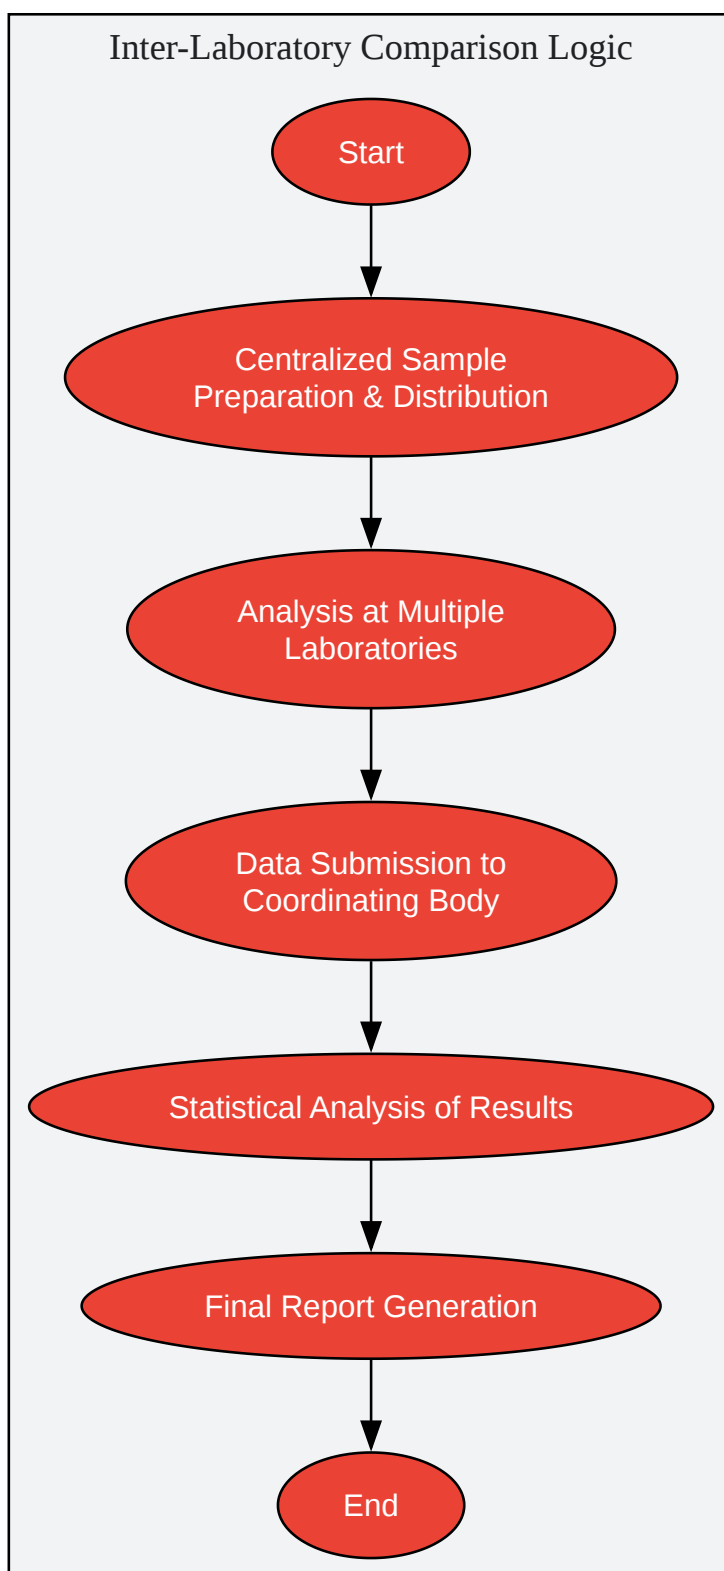 Inter-Laboratory Comparison Logic
Start
Centralized Sample
Preparation & Distribution
Analysis at Multiple
Laboratories
Data Submission to
Coordinating Body
Statistical Analysis of Results
Final Report Generation
End